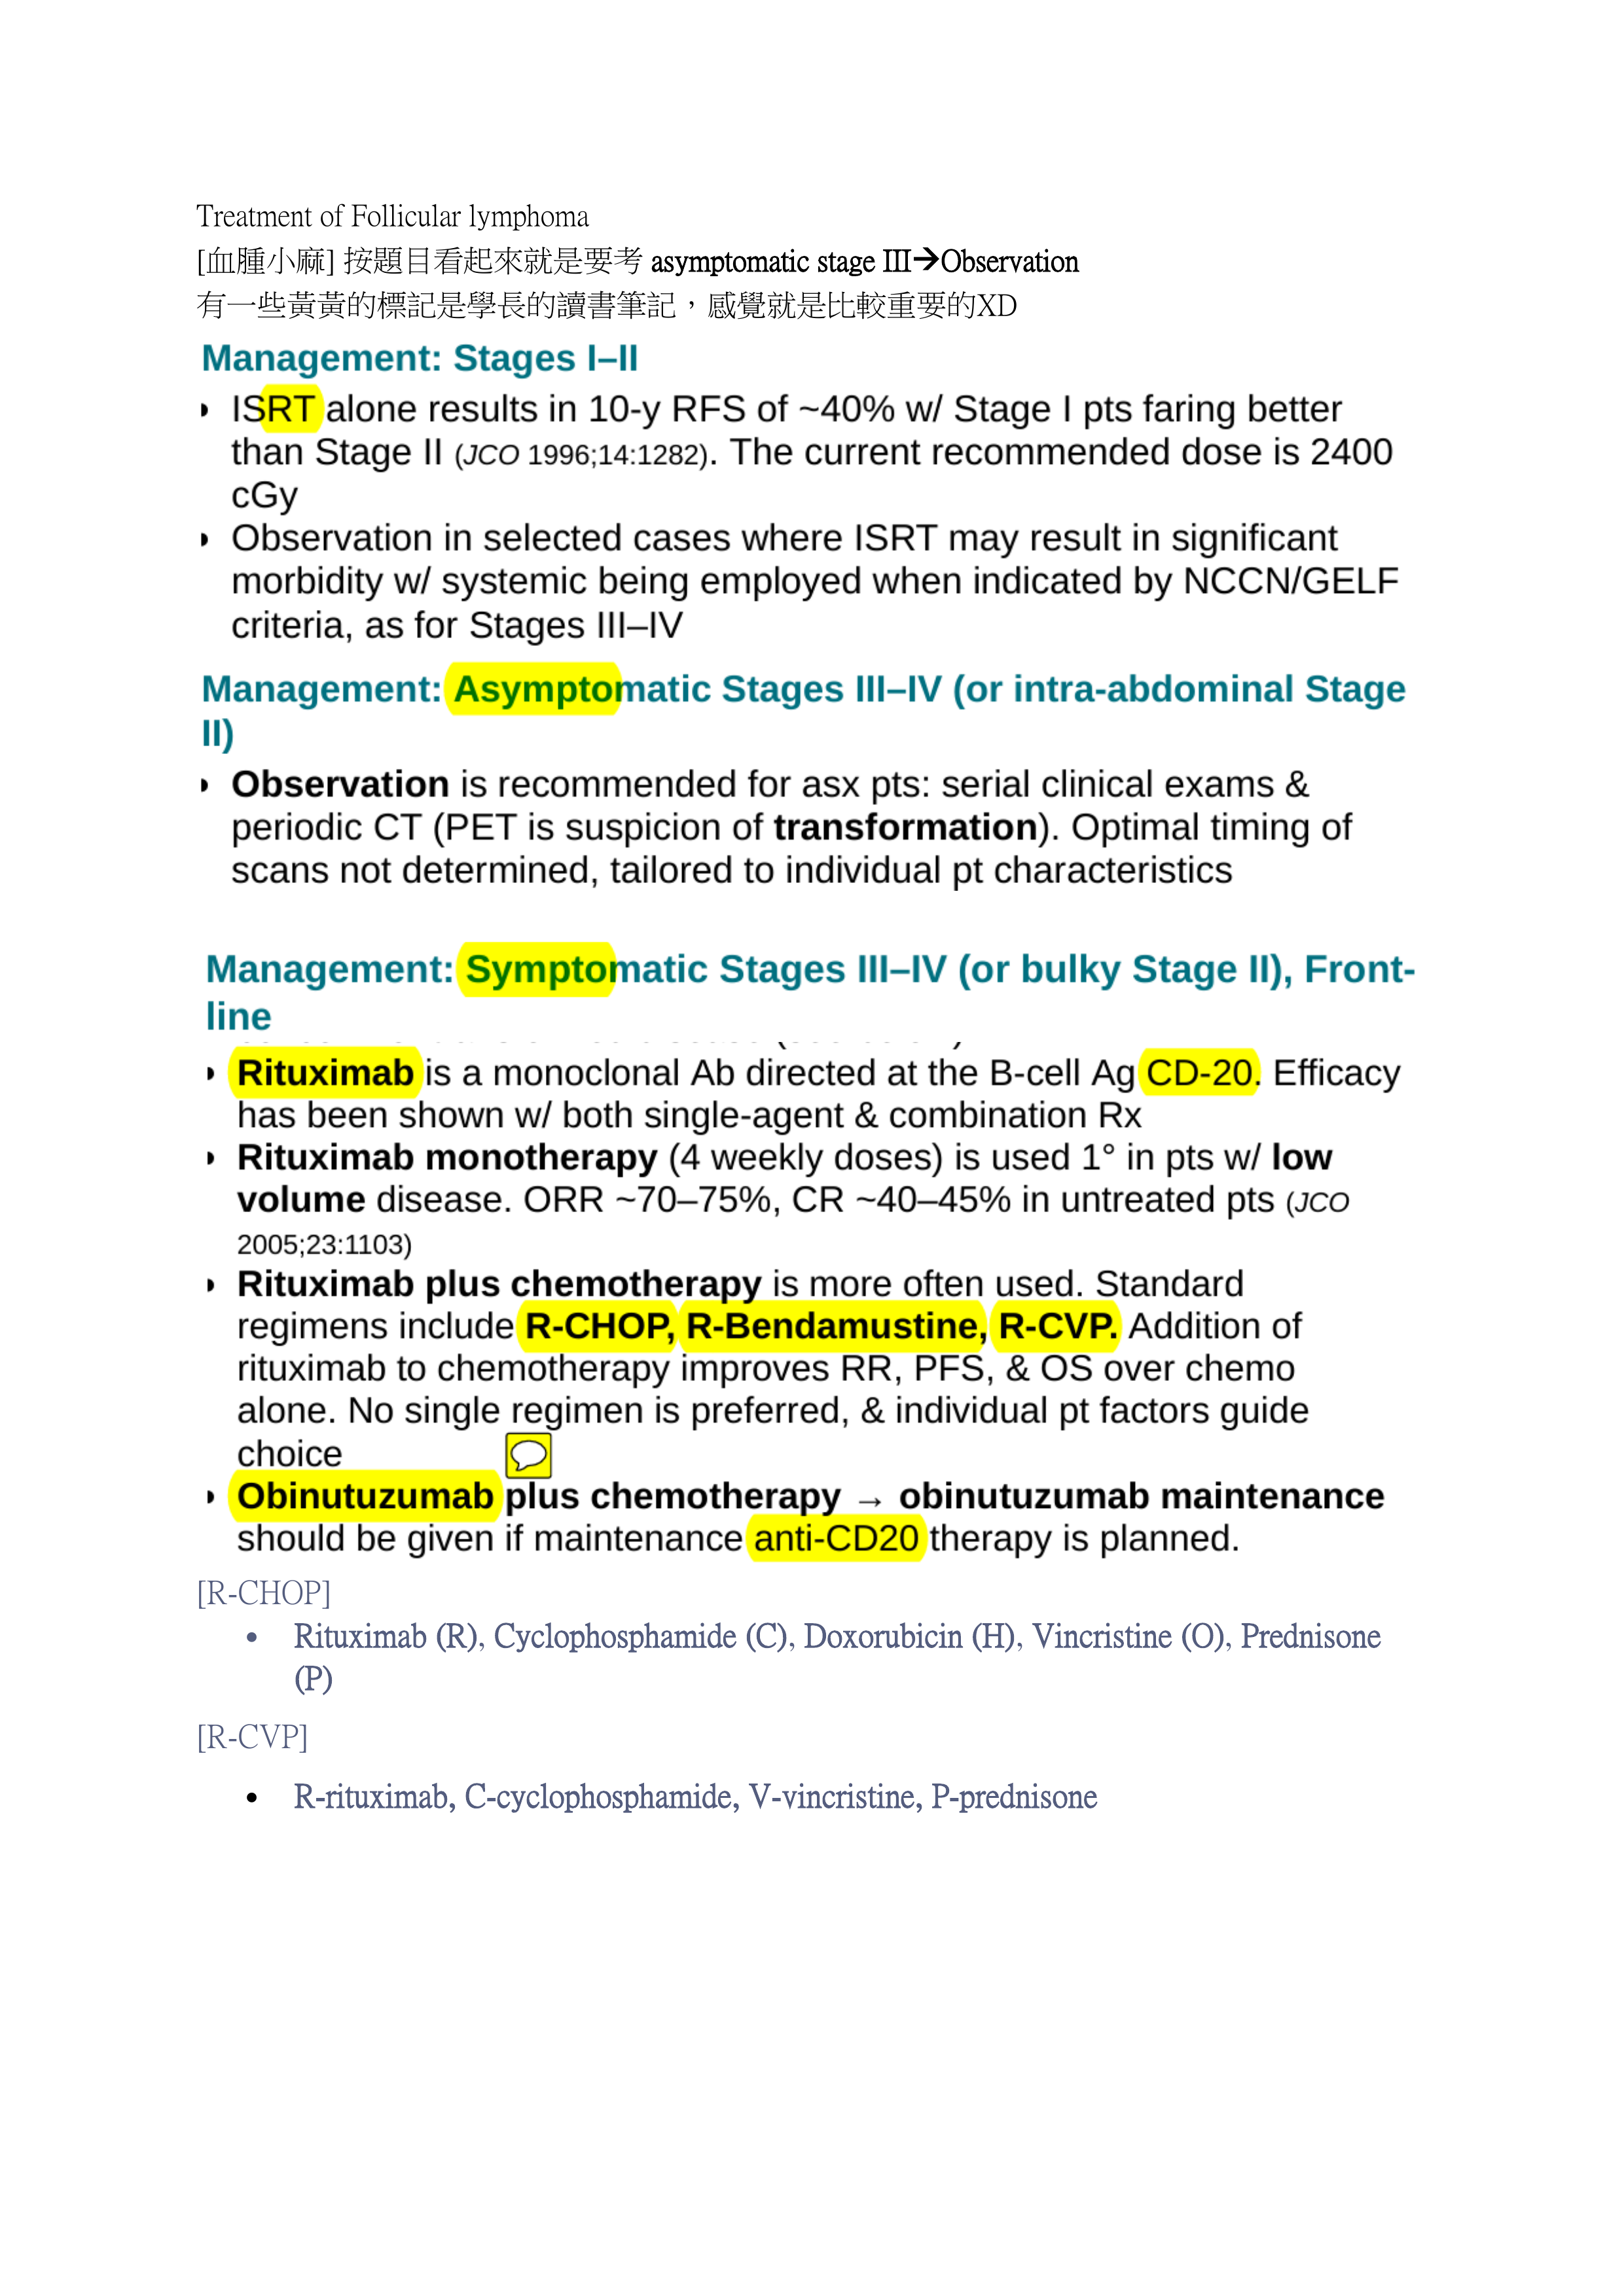 Treatment of Follicular lymphoma
[血腫小麻] 按題目看起來就是要考 asymptomatic stage III→Observation
有一些黃黃的標記是學長的讀書筆記，感覺就是比較重要的XD
Management: Stages I–II
ISRT alone results in 10-y RFS of ~40% w/ Stage I pts faring better
than Stage II (JCO 1996;14:1282). The current recommended dose is 2400
cGy
Observation in selected cases where ISRT may result in significant
morbidity w/ systemic being employed when indicated by NCCN/GELF
criteria, as for Stages III–IV
Management: Asymptomatic Stages III–IV (or intra-abdominal Stage
II)
Observation is recommended for asx pts: serial clinical exams &
periodic CT (PET is suspicion of transformation). Optimal timing of
scans not determined, tailored to individual pt characteristics
Management: Symptomatic Stages III–IV (or bulky Stage II), Front-
line
Rituximab is a monoclonal Ab directed at the B-cell Ag CD-20. Efficacy
has been shown w/ both single-agent & combination Rx
Rituximab monotherapy (4 weekly doses) is used 1° in pts w/ low
volume disease. ORR ~70–75%, CR ~40–45% in untreated pts (JCO
2005;23:1103)
Rituximab plus chemotherapy is more often used. Standard
regimens include R-CHOP, R-Bendamustine, R-CVP. Addition of
rituximab to chemotherapy improves RR, PFS, & OS over chemo
alone. No single regimen is preferred, & individual pt factors guide
choice
Obinutuzumab plus chemotherapy → obinutuzumab maintenance
should be given if maintenance anti-CD20 therapy is planned.
[R-CHOP]
• Rituximab (R), Cyclophosphamide (C), Doxorubicin (H), Vincristine (O), Prednisone
(P)
[R-CVP]
• R-rituximab, C-cyclophosphamide, V-vincristine, P-prednisone